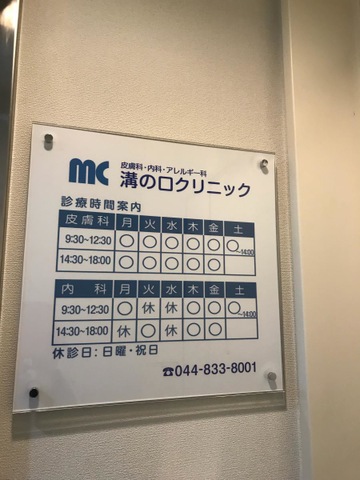 mc
皮膚科・内科・アレルギー科
溝の口クリニック
診療時間案内
皮膚科 月 火 水 木 金 土
9:30~12:30 ○ ○ ○ ○ ○ ○~14:00
14:30~18:00 ○ ○ ○ ○ ○
内科 月 火 水 木 金 土
9:30~12:30 ○ 休 休 ○ ○ ○~14:00
14:30~18:00 休 ○ 休 ○ ○
休診日:日曜・祝日
☎044-833-8001